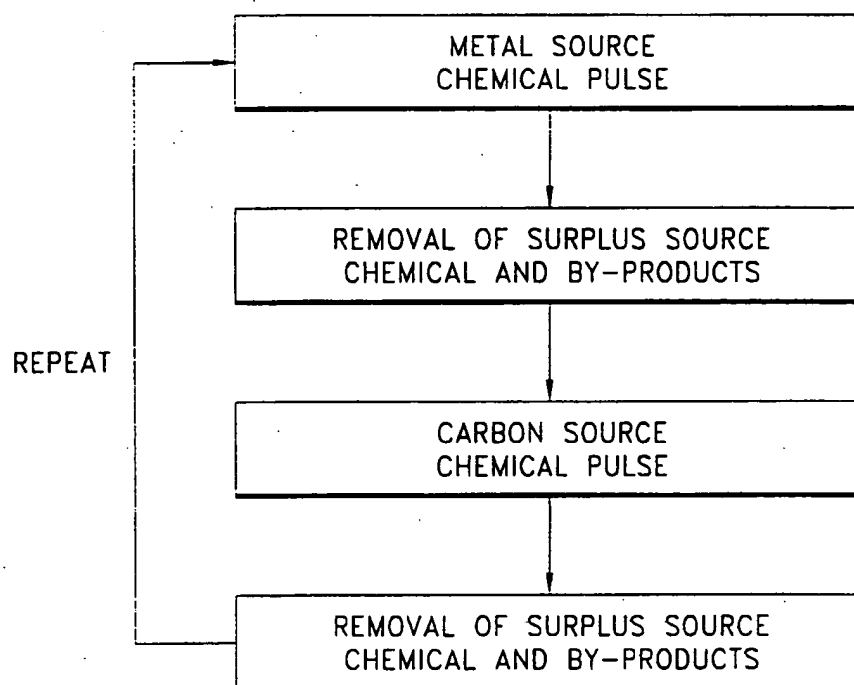 METAL SOURCE
CHEMICAL PULSE
REMOVAL OF SURPLUS SOURCE
CHEMICAL AND BY-PRODUCTS
REPEAT
CARBON SOURCE
CHEMICAL PULSE
REMOVAL OF SURPLUS SOURCE
CHEMICAL AND BY-PRODUCTS